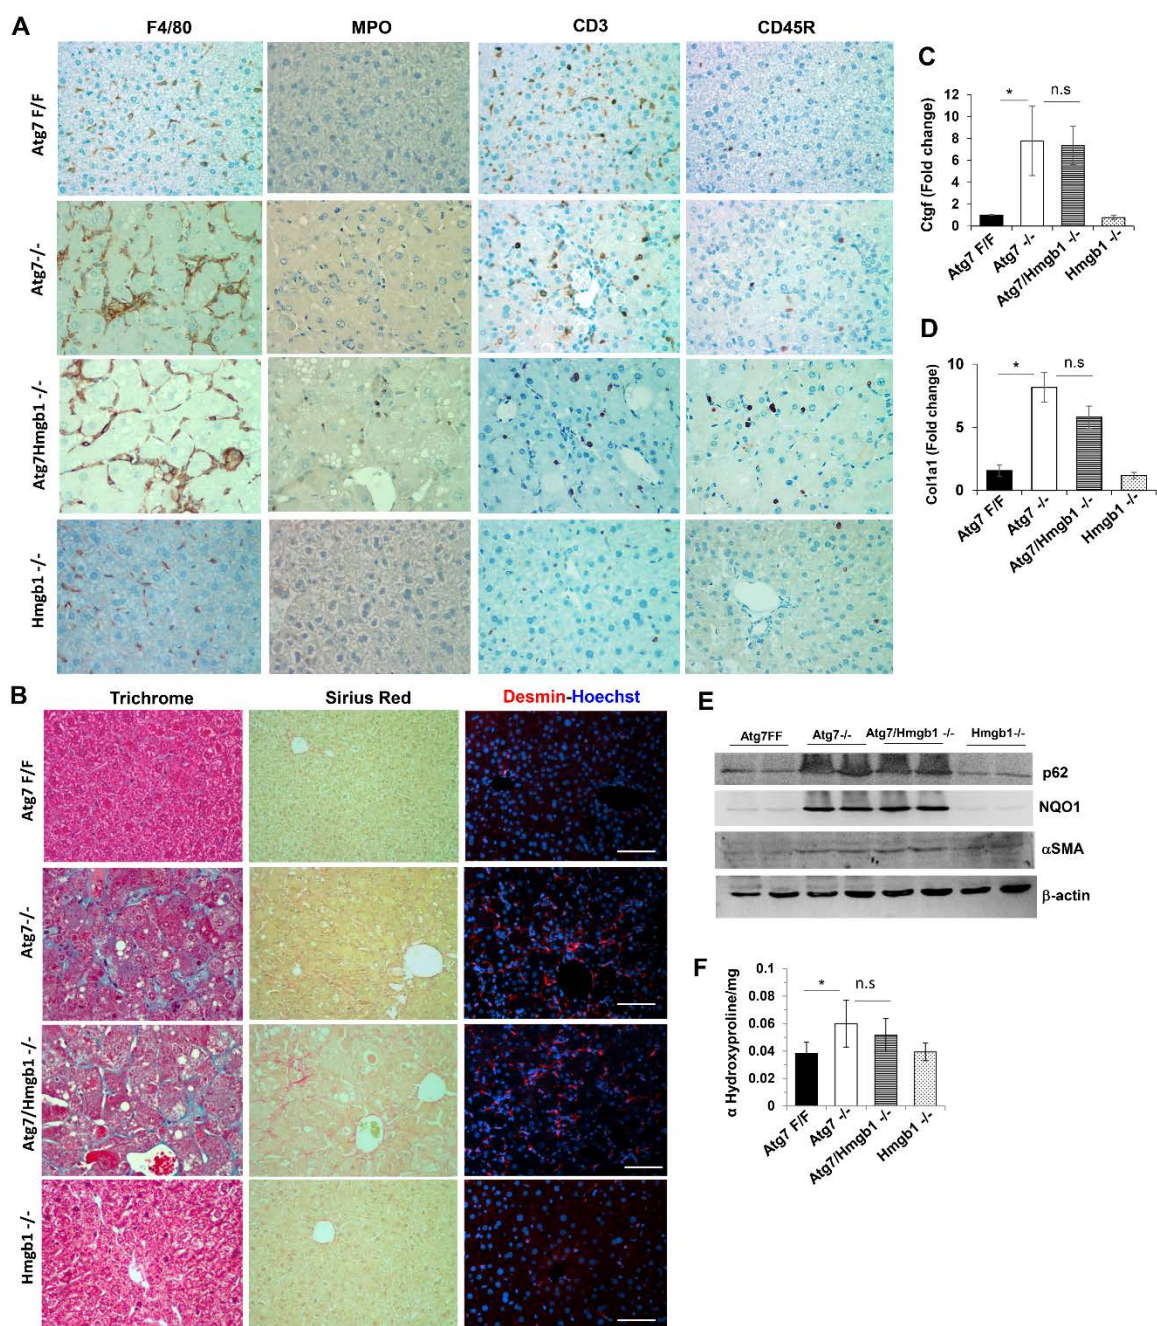 A
F4/80 MPO CD3 CD45R
Atg7 F/F
Atg7-/-
Atg7Hmgb1 -/-
Hmgb1 -/-
B
Trichrome Sirius Red Desmin-Hoechst
Atg7 F/F
Atg7-/-
Atg7/Hmgb1 -/-
Hmgb1 -/-
C
* n.s
Ctgf (Fold change)
12
10
8
6
4
2
0
Atg7 F/F Atg7 -/- Atg7/Hmgb1 -/- Hmgb1 -/-
D
* n.s
Col1a1 (Fold change)
10
5
0
Atg7 F/F Atg7 -/- Atg7/Hmgb1 -/- Hmgb1 -/-
E
Atg7FF Atg7-/- Atg7/Hmgb1 -/- Hmgb1-/-
p62
NQO1
αSMA
β-actin
F
* n.s
α Hydroxyproline/mg
0.1
0.08
0.06
0.04
0.02
0
Atg7 F/F Atg7 -/- Atg7/Hmgb1 -/- Hmgb1 -/-